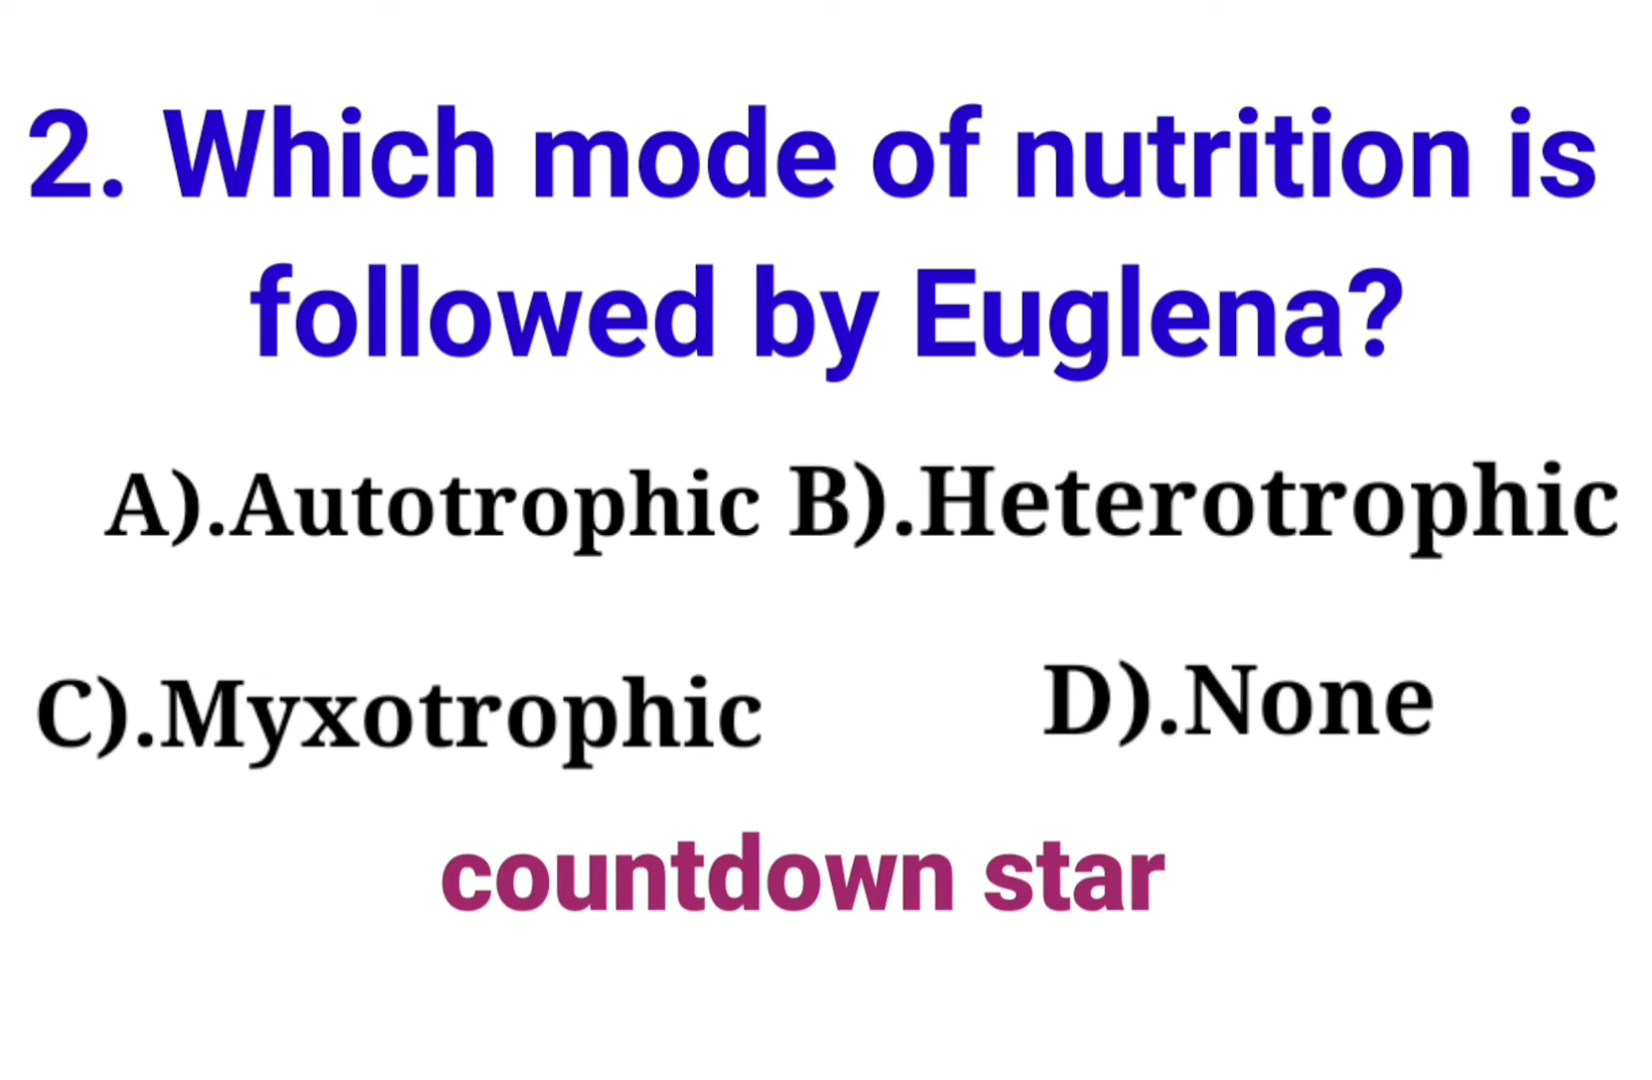 2. Which mode of nutrition is
followed by Euglena?
A).Autotrophic B).Heterotrophic
C).Myxotrophic D).None
countdown star